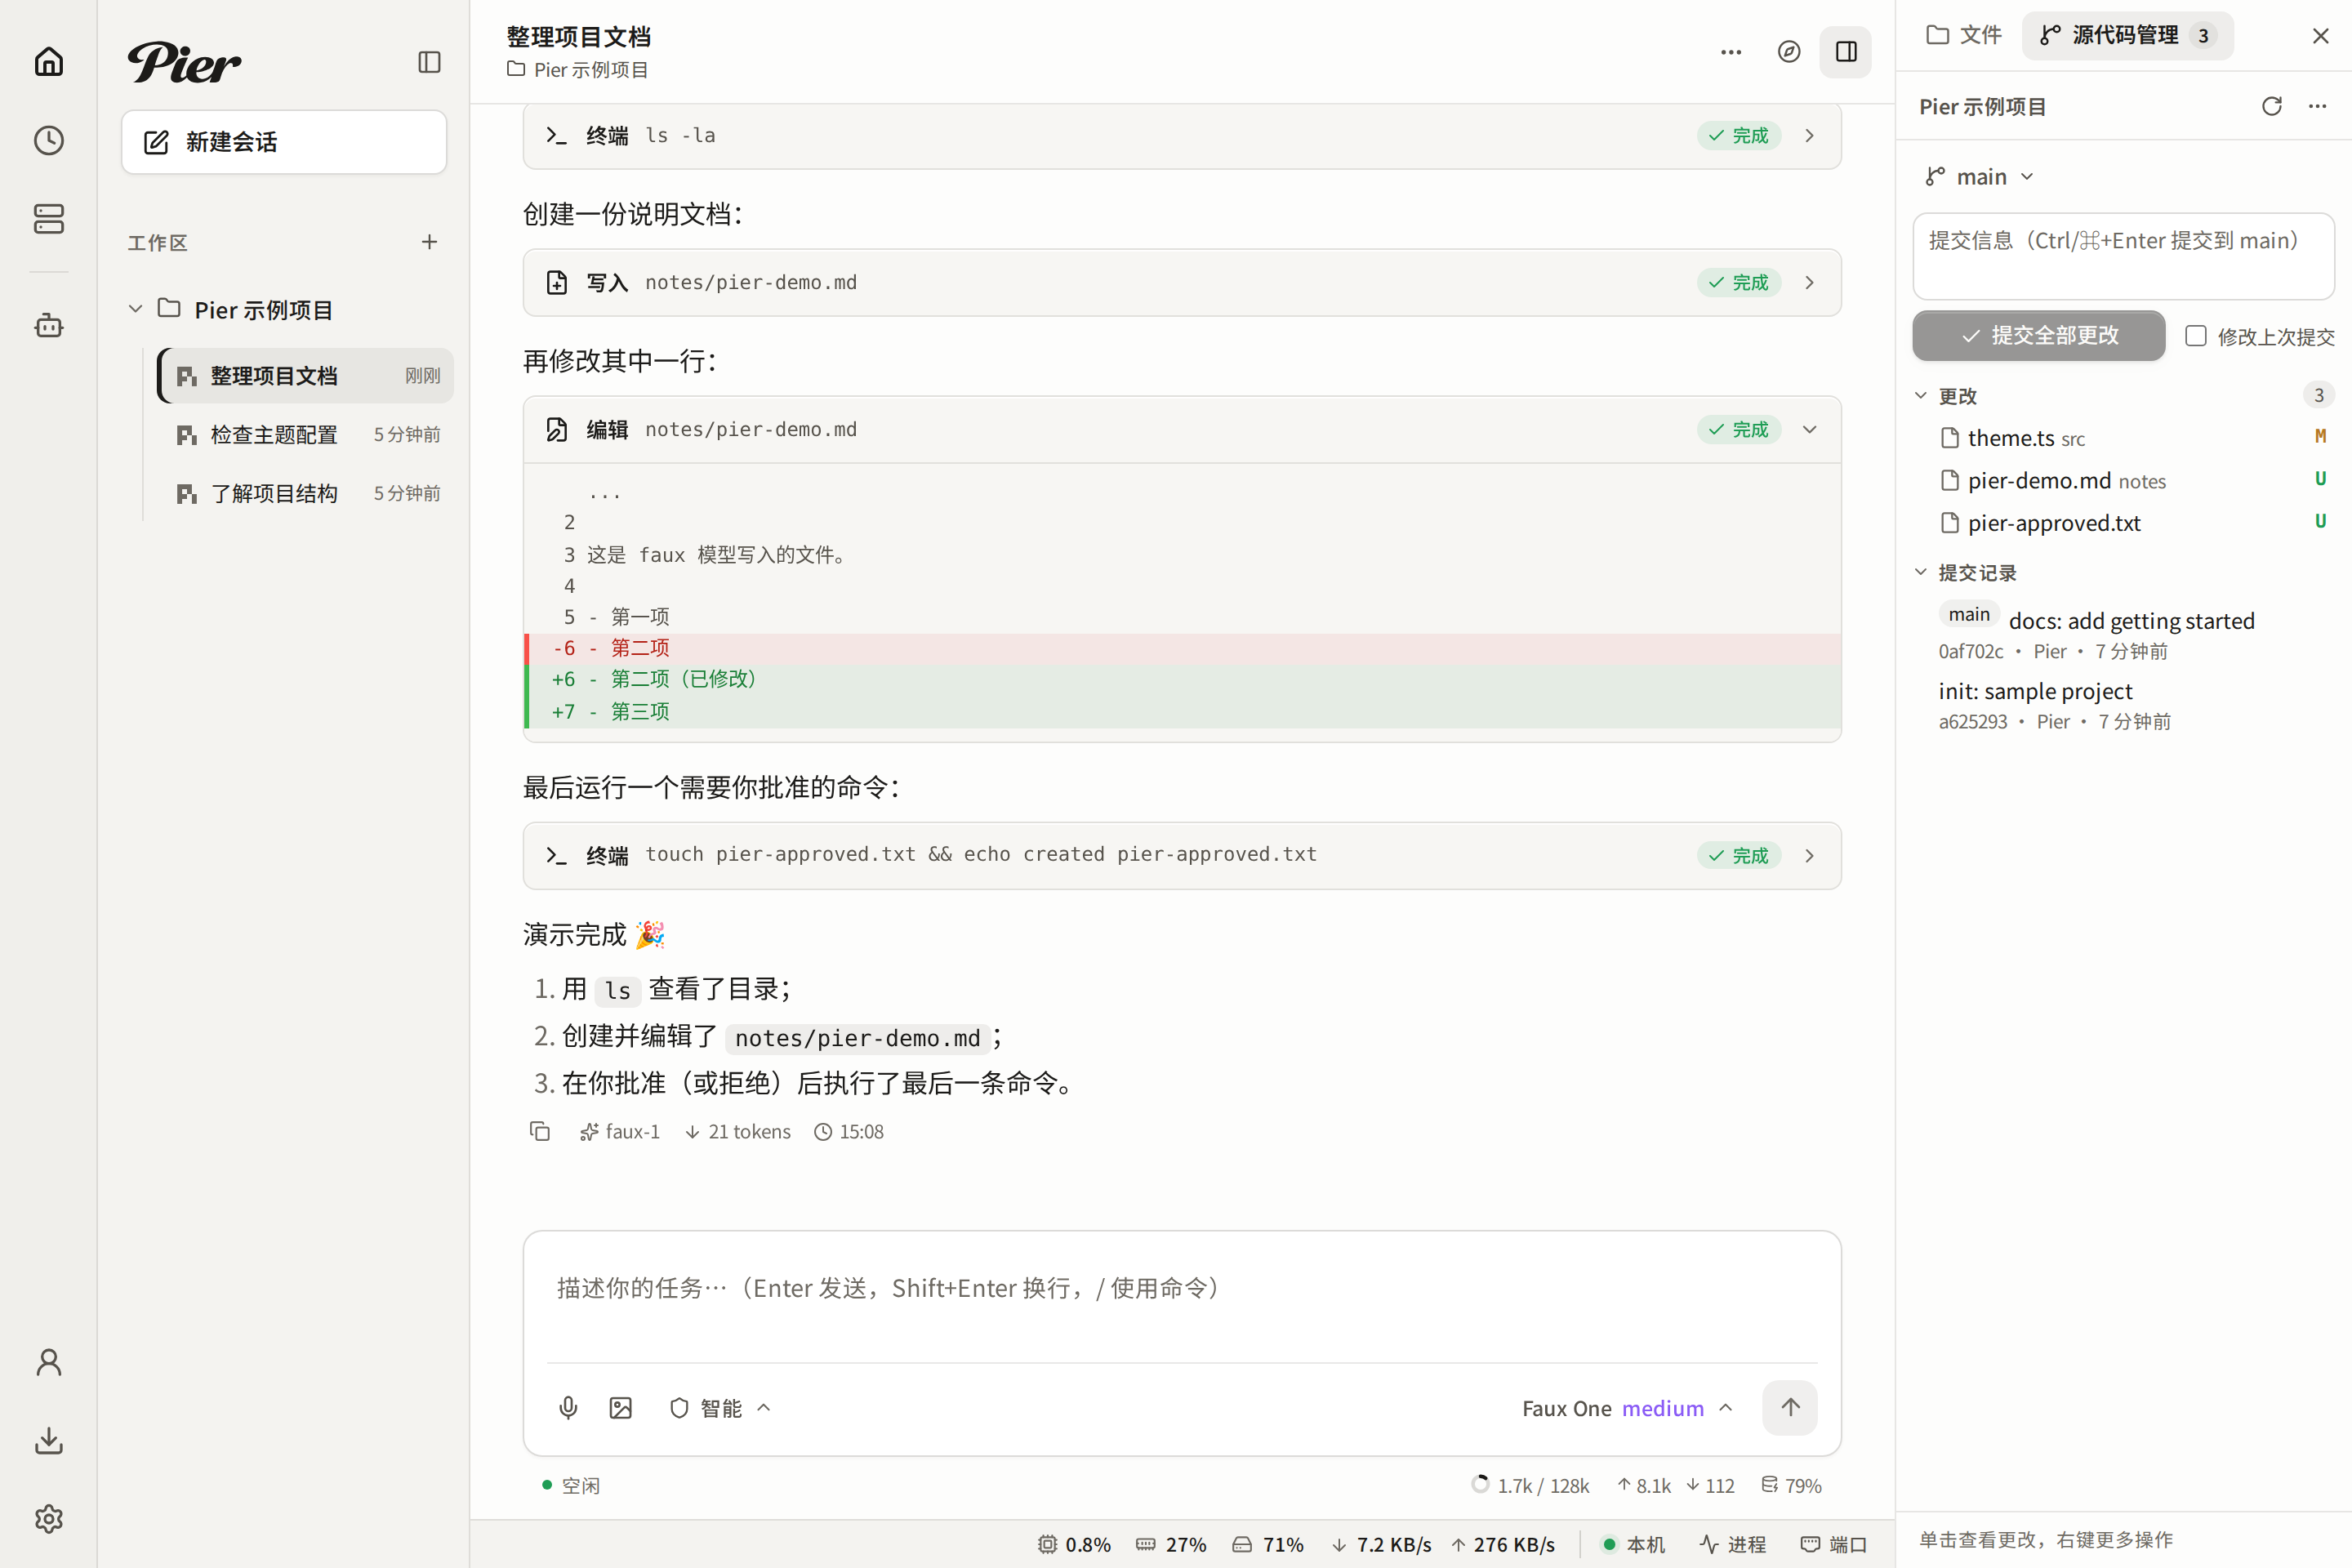 Pier
新建会话
工作区
Pier 示例项目
整理项目文档 刚刚
检查主题配置 5 分钟前
了解项目结构 5 分钟前
整理项目文档
Pier 示例项目
终端 ls -la 完成
创建一份说明文档：
写入 notes/pier-demo.md 完成
再修改其中一行：
编辑 notes/pier-demo.md 完成
...
2
3 这是 faux 模型写入的文件。
4
5 - 第一项
-6 - 第二项
+6 - 第二项（已修改）
+7 - 第三项
最后运行一个需要你批准的命令：
终端 touch pier-approved.txt && echo created pier-approved.txt 完成
演示完成 🎉
1. 用 ls 查看了目录；
2. 创建并编辑了 notes/pier-demo.md；
3. 在你批准（或拒绝）后执行了最后一条命令。
faux-1 21 tokens 15:08
描述你的任务…（Enter 发送，Shift+Enter 换行，/ 使用命令）
智能 Faux One medium
空闲 1.7k / 128k 8.1k 112 79%
0.8% 27% 71% 7.2 KB/s 276 KB/s 本机 进程 端口
文件 源代码管理 3
Pier 示例项目
main
提交信息（Ctrl/⌘+Enter 提交到 main）
提交全部更改 修改上次提交
更改 3
theme.ts src M
pier-demo.md notes U
pier-approved.txt U
提交记录
main docs: add getting started
0af702c • Pier • 7 分钟前
init: sample project
a625293 • Pier • 7 分钟前
单击查看更改，右键更多操作